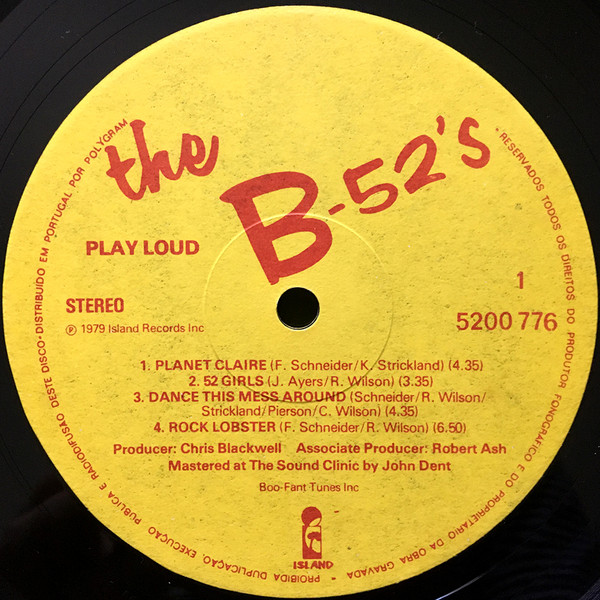 the
B-52's
PLAY LOUD
STEREO
℗ 1979 Island Records Inc
1
5200 776
1. PLANET CLAIRE (F. Schneider/K. Strickland) (4.35)
2. 52 GIRLS (J. Ayers/R. Wilson) (3.35)
3. DANCE THIS MESS AROUND (Schneider/R. Wilson/
Strickland/Pierson/C. Wilson) (4.35)
4. ROCK LOBSTER (F. Schneider/R. Wilson) (6.50)
Producer: Chris Blackwell Associate Producer: Robert Ash
Mastered at The Sound Clinic by John Dent
Boo-Fant Tunes Inc
ISLAND
• RESERVADOS TODOS OS DIREITOS DO PRODUTOR FONOGRÁFICO E DO PROPRIETÁRIO DA OBRA GRAVADA • PROIBIDA DUPLICAÇÃO, EXECUÇÃO PÚBLICA E RADIODIFUSÃO DESTE DISCO • DISTRIBUÍDO EM PORTUGAL POR POLYGRAM